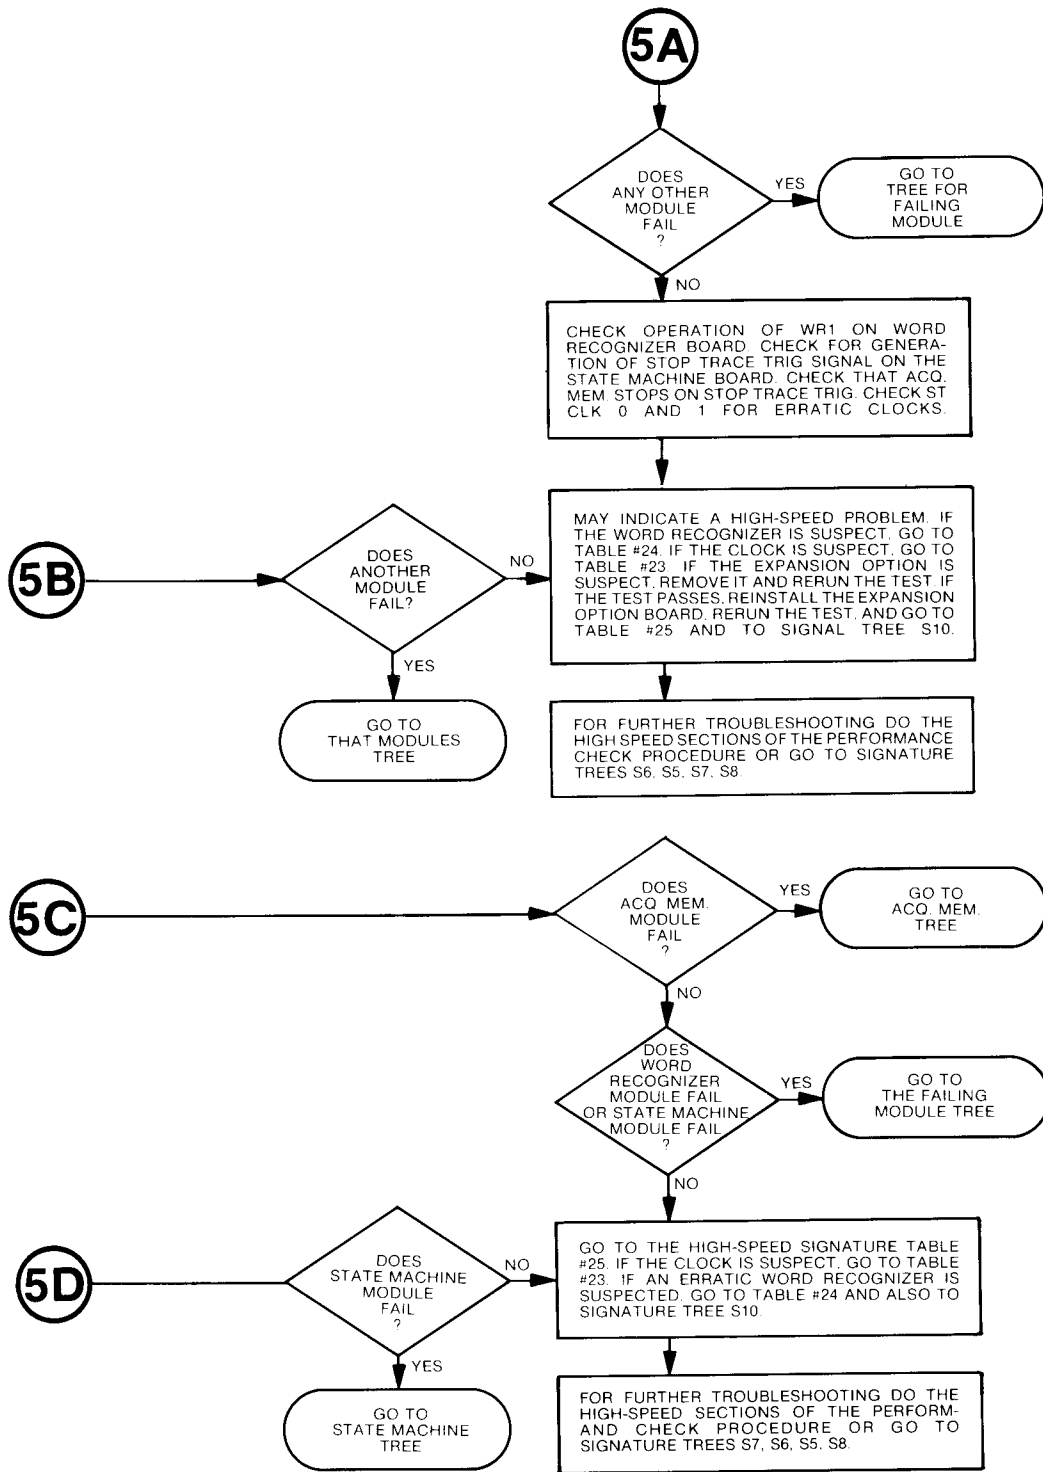 5A
DOES
ANY OTHER
MODULE
FAIL
?
YES
GO TO
TREE FOR
FAILING
MODULE
NO
CHECK OPERATION OF WR1 ON WORD
RECOGNIZER BOARD. CHECK FOR GENERA-
TION OF STOP TRACE TRIG SIGNAL ON THE
STATE MACHINE BOARD. CHECK THAT ACQ.
MEM. STOPS ON STOP TRACE TRIG. CHECK ST
CLK 0 AND 1 FOR ERRATIC CLOCKS.
5B
DOES
ANOTHER
MODULE
FAIL?
NO
MAY INDICATE A HIGH-SPEED PROBLEM. IF
THE WORD RECOGNIZER IS SUSPECT, GO TO
TABLE #24. IF THE CLOCK IS SUSPECT, GO TO
TABLE #23. IF THE EXPANSION OPTION IS
SUSPECT, REMOVE IT AND RERUN THE TEST. IF
THE TEST PASSES, REINSTALL THE EXPANSION
OPTION BOARD, RERUN THE TEST, AND GO TO
TABLE #25 AND TO SIGNAL TREE S10.
YES
GO TO
THAT MODULES
TREE
FOR FURTHER TROUBLESHOOTING DO THE
HIGH SPEED SECTIONS OF THE PERFORMANCE
CHECK PROCEDURE OR GO TO SIGNATURE
TREES S6, S5, S7, S8.
5C
DOES
ACQ. MEM.
MODULE
FAIL
?
YES
GO TO
ACQ. MEM.
TREE
NO
DOES
WORD
RECOGNIZER
MODULE FAIL
OR STATE MACHINE
MODULE FAIL
?
YES
GO TO
THE FAILING
MODULE TREE
NO
5D
DOES
STATE MACHINE
MODULE
FAIL
?
NO
GO TO THE HIGH-SPEED SIGNATURE TABLE
#25. IF THE CLOCK IS SUSPECT, GO TO TABLE
#23. IF AN ERRATIC WORD RECOGNIZER IS
SUSPECTED, GO TO TABLE #24 AND ALSO TO
SIGNATURE TREE S10.
YES
GO TO
STATE MACHINE
TREE
FOR FURTHER TROUBLESHOOTING DO THE
HIGH-SPEED SECTIONS OF THE PERFORM-
AND CHECK PROCEDURE OR GO TO
SIGNATURE TREES S7, S6, S5, S8.